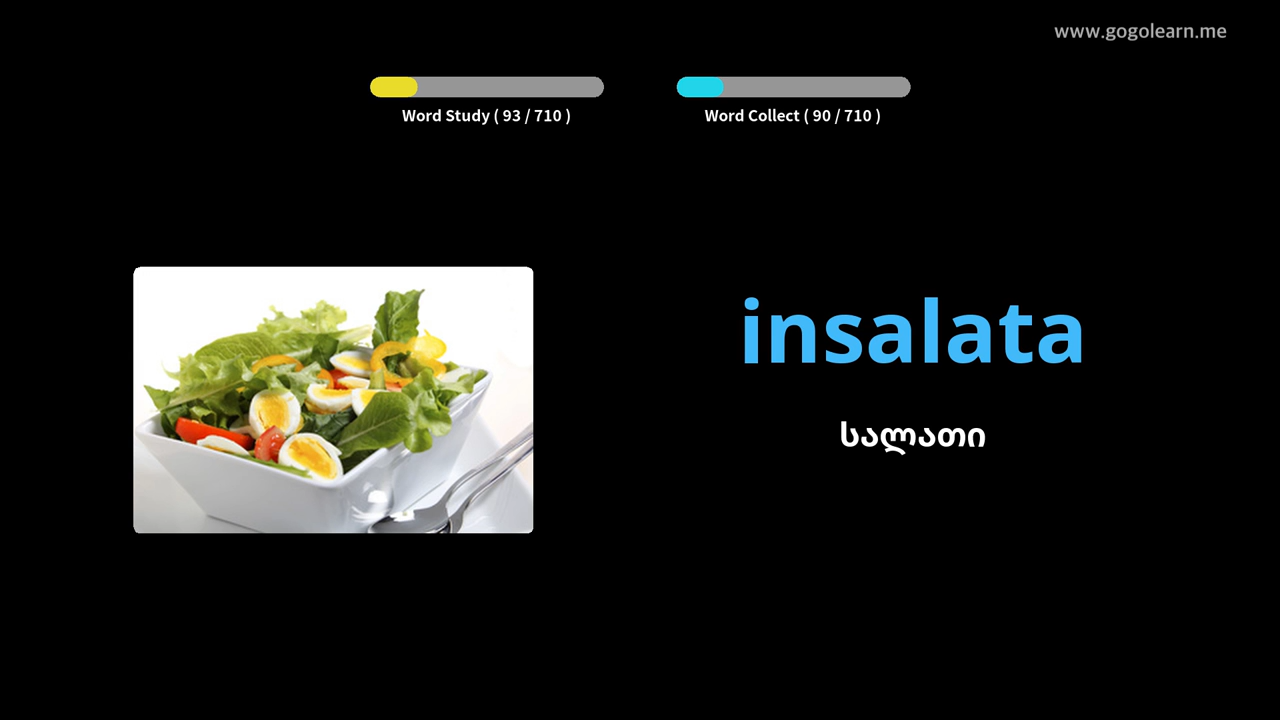 www.gogolearn.me
Word Study ( 93 / 710 )
Word Collect ( 90 / 710 )
insalata
სალათი